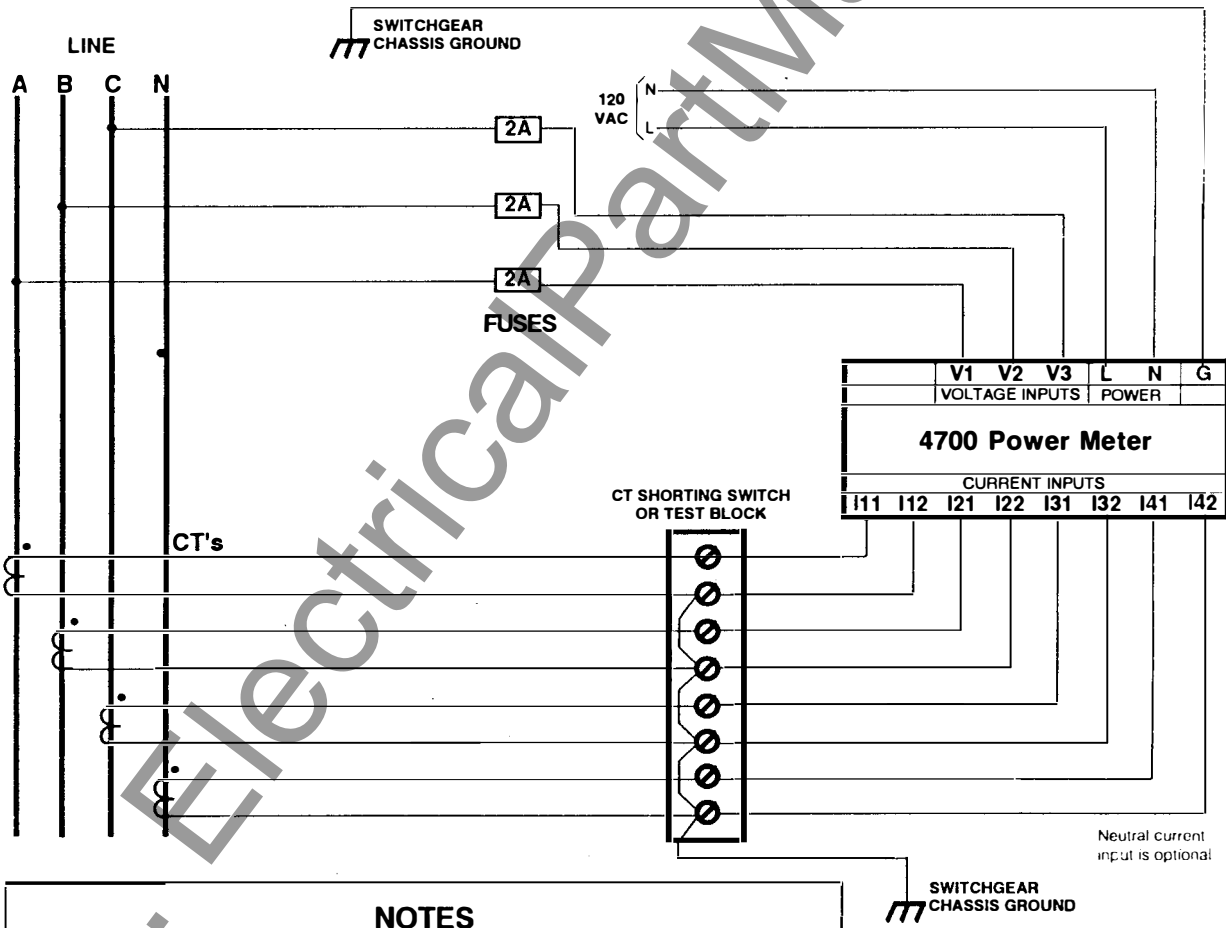 SWITCHGEAR
CHASSIS GROUND
LINE
A B C N
120
VAC
N
L
2A
2A
2A
FUSES
V1 V2 V3 L N G
VOLTAGE INPUTS POWER
4700 Power Meter
CURRENT INPUTS
I11 I12 I21 I22 I31 I32 I41 I42
CT SHORTING SWITCH
OR TEST BLOCK
CT's
Neutral current
input is optional
SWITCHGEAR
CHASSIS GROUND
NOTES
ElectricalPartM